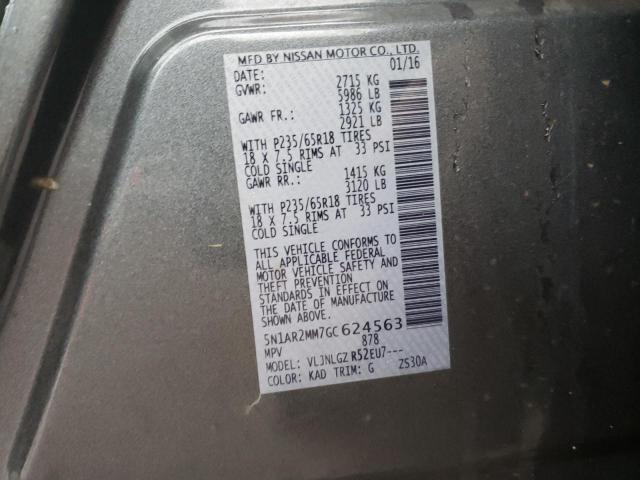 MFD BY NISSAN MOTOR CO., LTD.
DATE: 01/16
GVWR: 2715 KG
5986 LB
GAWR FR.: 1325 KG
2921 LB
WITH P235/65R18 TIRES
18 X 7.5 RIMS AT 33 PSI
COLD SINGLE
GAWR RR.: 1415 KG
3120 LB
WITH P235/65R18 TIRES
18 X 7.5 RIMS AT 33 PSI
COLD SINGLE
THIS VEHICLE CONFORMS TO
ALL APPLICABLE FEDERAL
MOTOR VEHICLE SAFETY AND
THEFT PREVENTION
STANDARDS IN EFFECT ON
THE DATE OF MANUFACTURE
SHOWN ABOVE.
5N1AR2MM7GC624563
MPV 878
MODEL: VLJNLGZ R52EU7---
COLOR: KAD TRIM: G ZS30A